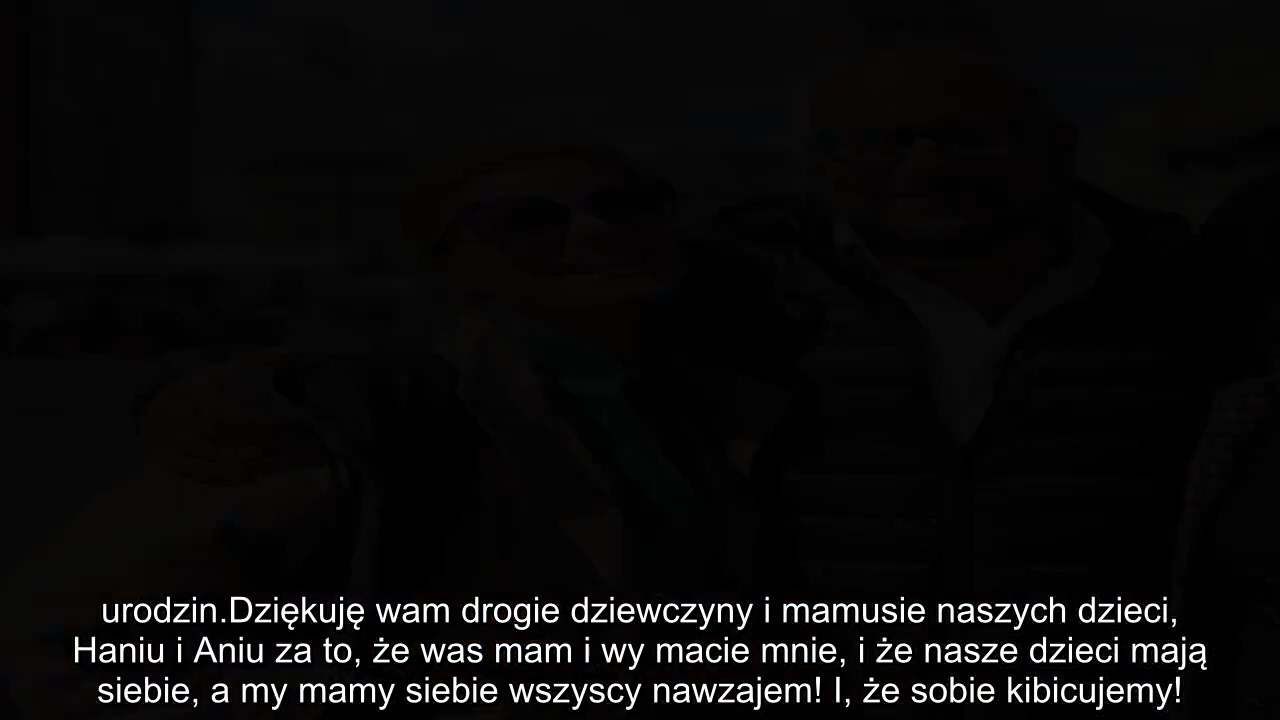 urodzin.Dziękuję wam drogie dziewczyny i mamusie naszych dzieci,
Haniu i Aniu za to, że was mam i wy macie mnie, i że nasze dzieci mają
siebie, a my mamy siebie wszyscy nawzajem! I, że sobie kibicujemy!